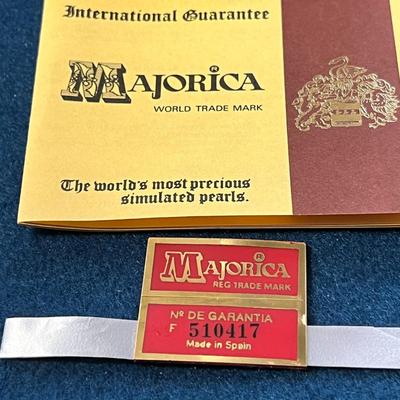 International Guarantee
MAJORICA®
WORLD TRADE MARK
The world's most precious
simulated pearls.
MAJORICA®
REG TRADE MARK
Nº DE GARANTIA
F 510417
Made in Spain